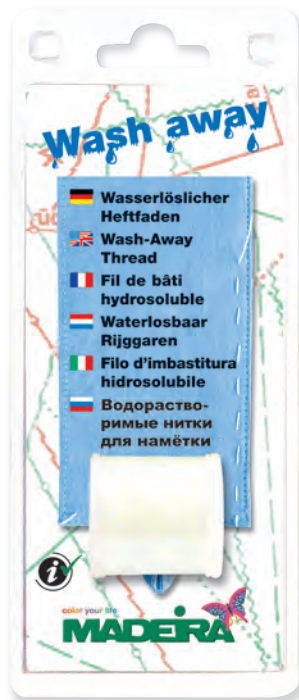 Wash away
Wasserlöslicher
Heftfaden
Wash-Away
Thread
Fil de bâti
hydrosoluble
Waterlosbaar
Rijggaren
Filo d'imbastitura
hidrosolubile
Водораство-
римые нитки
для намётки
i
color your life
MADEIRA